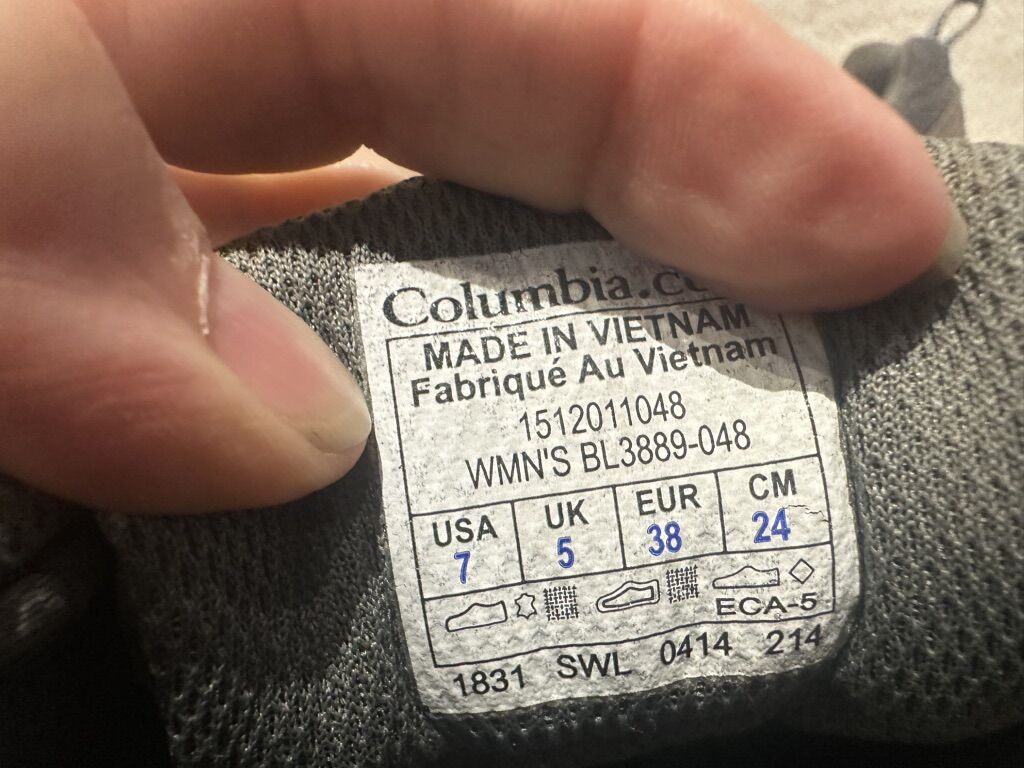 Columbia.c
MADE IN VIETNAM
Fabriqué Au Vietnam
1512011048
WMN'S BL3889-048
USA UK EUR CM
7 5 38 24
ECA-5
1831 SWL 0414 214